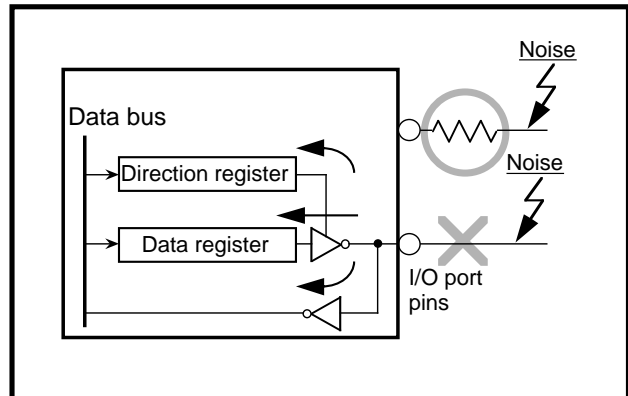 Noise
Data bus
Noise
Direction register
Data register
I/O port
pins